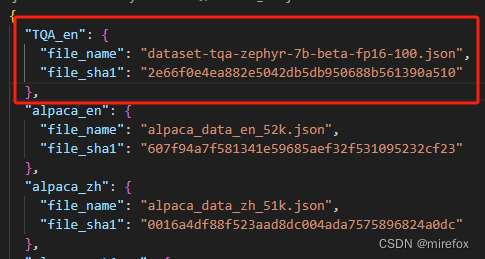 {
"TQA_en": {
"file_name": "dataset-tqa-zephyr-7b-beta-fp16-100.json",
"file_sha1": "2e66f0e4ea882e5042db5db950688b561390a510"
},
"alpaca_en": {
"file_name": "alpaca_data_en_52k.json",
"file_sha1": "607f94a7f581341e59685aef32f531095232cf23"
},
"alpaca_zh": {
"file_name": "alpaca_data_zh_51k.json",
"file_sha1": "0016a4df88f523aad8dc004ada7575896824a0dc"
},
CSDN @mirefox